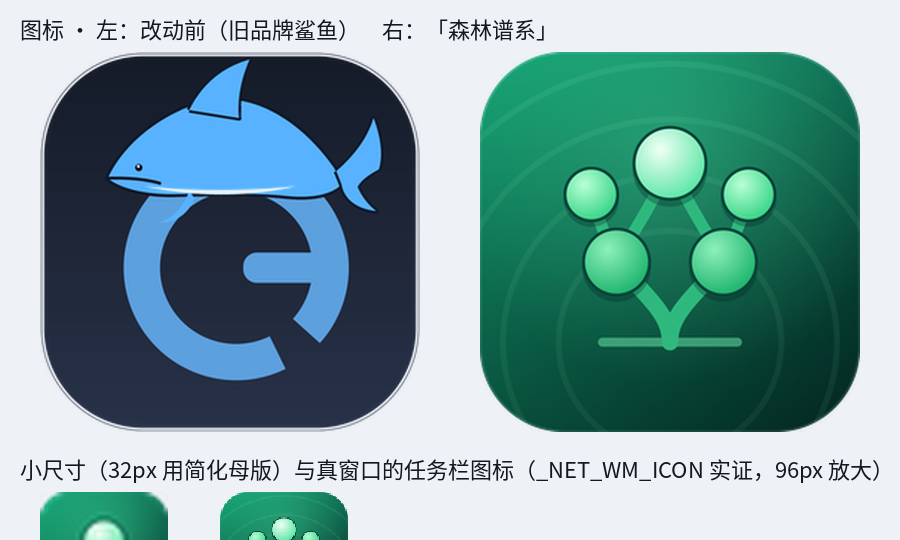 图标 · 左：改动前（旧品牌鲨鱼）　右：「森林谱系」
小尺寸（32px 用简化母版）与真窗口的任务栏图标（_NET_WM_ICON 实证，96px 放大）